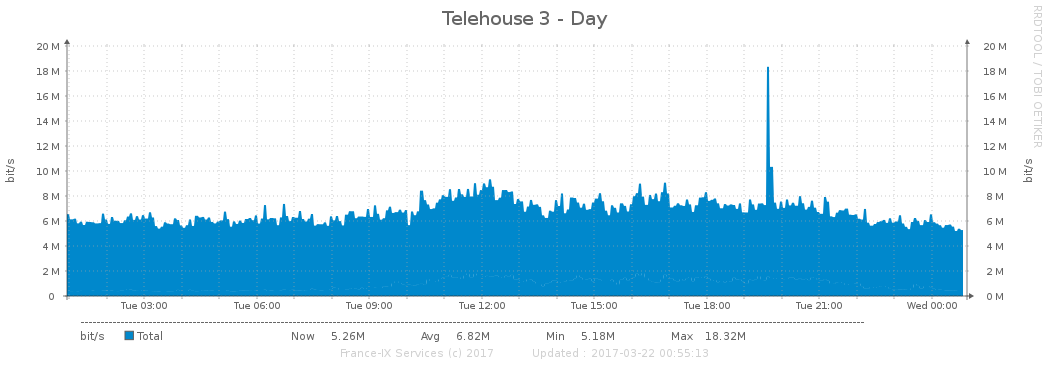 Telehouse 3 - Day
RRDTOOL / TOBI OETIKER
20 M 20 M
18 M 18 M
16 M 16 M
14 M 14 M
12 M 12 M
10 M 10 M
8 M 8 M
6 M 6 M
4 M 4 M
2 M 2 M
0 0 M
bit/s
bit/s
Tue 03:00 Tue 06:00 Tue 09:00 Tue 12:00 Tue 15:00 Tue 18:00 Tue 21:00 Wed 00:00
bit/s Total Now 5.26M Avg 6.82M Min 5.18M Max 18.32M
France-IX Services (c) 2017 Updated : 2017-03-22 00:55:13